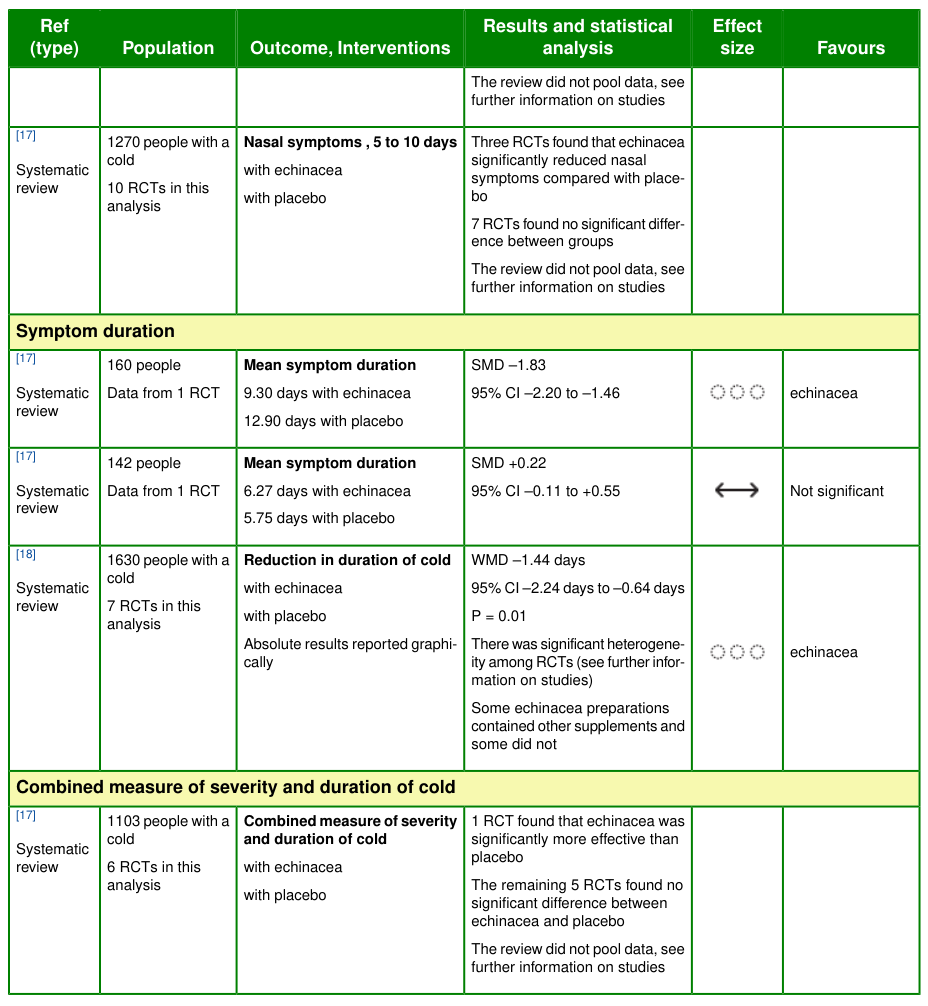 Ref
(type)
Population
Outcome, Interventions
Results and statistical
analysis
Effect
size
Favours
The review did not pool data, see
further information on studies
[17]
Systematic
review
1270 people with a
cold
10 RCTs in this
analysis
Nasal symptoms , 5 to 10 days
with echinacea
with placebo
Three RCTs found that echinacea
significantly reduced nasal
symptoms compared with place-
bo
7 RCTs found no significant differ-
ence between groups
The review did not pool data, see
further information on studies
Symptom duration
[17]
Systematic
review
160 people
Data from 1 RCT
Mean symptom duration
9.30 days with echinacea
12.90 days with placebo
SMD –1.83
95% CI –2.20 to –1.46
echinacea
[17]
Systematic
review
142 people
Data from 1 RCT
Mean symptom duration
6.27 days with echinacea
5.75 days with placebo
SMD +0.22
95% CI –0.11 to +0.55
Not significant
[18]
Systematic
review
1630 people with a
cold
7 RCTs in this
analysis
Reduction in duration of cold
with echinacea
with placebo
Absolute results reported graphi-
cally
WMD –1.44 days
95% CI –2.24 days to –0.64 days
P = 0.01
There was significant heterogene-
ity among RCTs (see further infor-
mation on studies)
Some echinacea preparations
contained other supplements and
some did not
echinacea
Combined measure of severity and duration of cold
[17]
Systematic
review
1103 people with a
cold
6 RCTs in this
analysis
Combined measure of severity
and duration of cold
with echinacea
with placebo
1 RCT found that echinacea was
significantly more effective than
placebo
The remaining 5 RCTs found no
significant difference between
echinacea and placebo
The review did not pool data, see
further information on studies